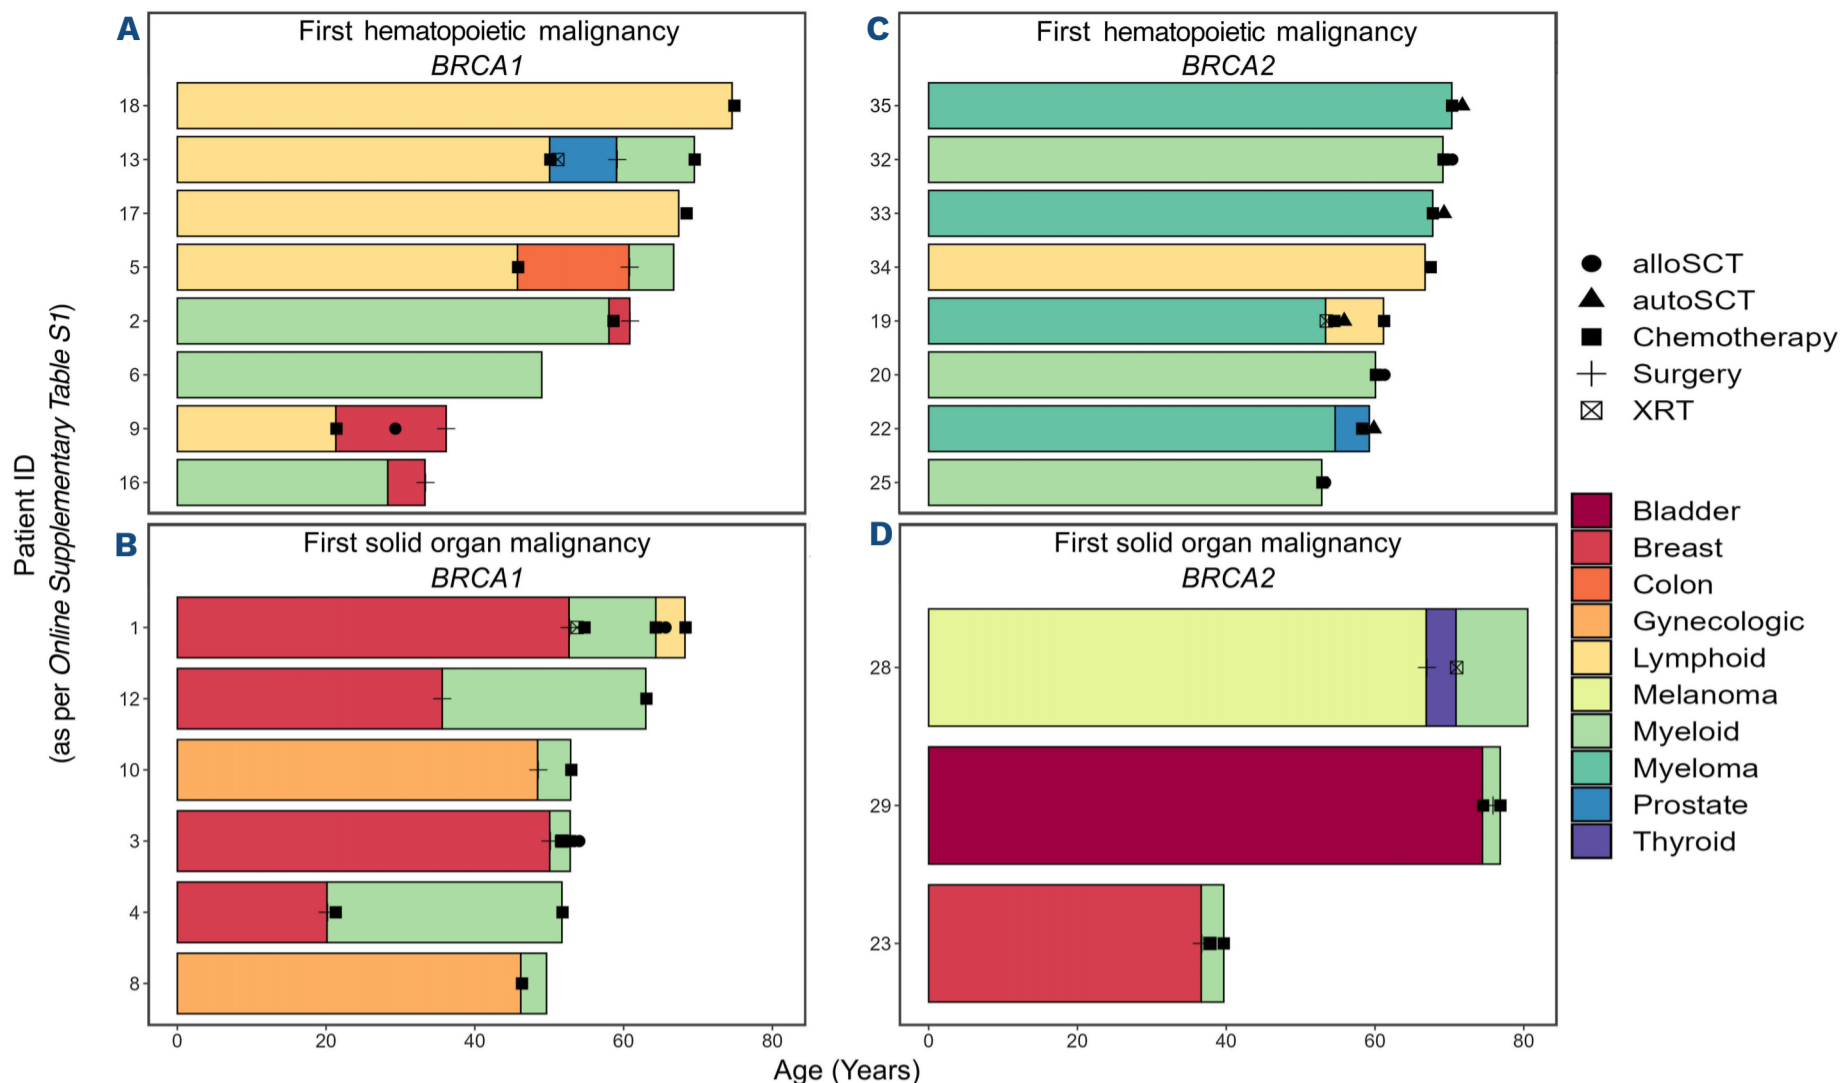 A
First hematopoietic malignancy
BRCA1
18
13
17
5
2
6
9
16
B
First solid organ malignancy
BRCA1
1
12
10
3
4
8
0
20
40
60
80
C
First hematopoietic malignancy
BRCA2
35
32
33
34
19
20
22
25
D
First solid organ malignancy
BRCA2
28
29
23
0
20
40
60
80
Age (Years)
Patient ID
(as per Online Supplementary Table S1)
alloSCT
autoSCT
Chemotherapy
Surgery
XRT
Bladder
Breast
Colon
Gynecologic
Lymphoid
Melanoma
Myeloid
Myeloma
Prostate
Thyroid